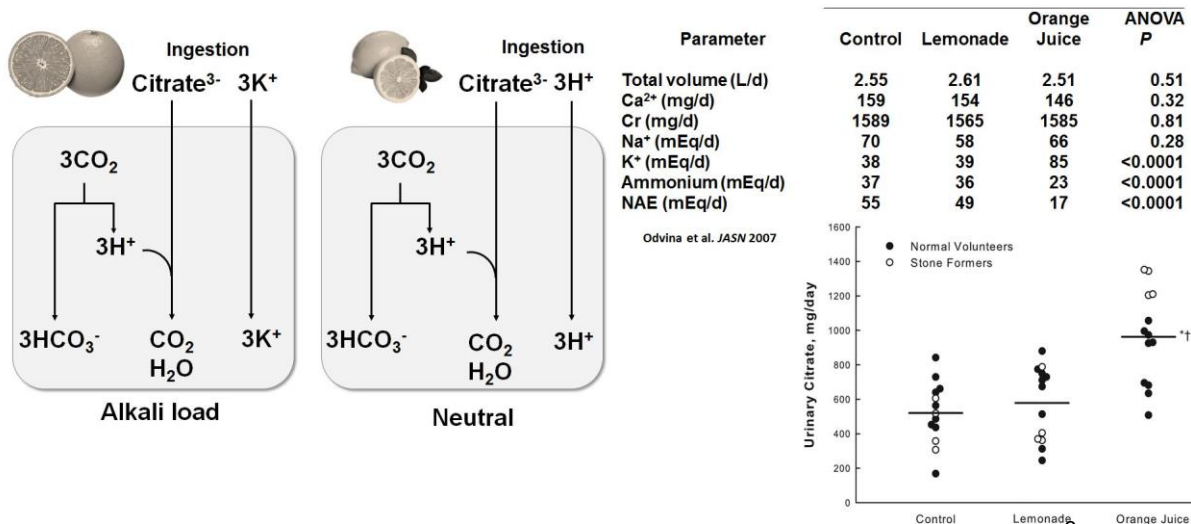 Ingestion
Citrate³⁻ 3K⁺
3CO₂
3H⁺
3HCO₃⁻ CO₂ 3K⁺
H₂O
Alkali load
Ingestion
Citrate³⁻ 3H⁺
3CO₂
3H⁺
3HCO₃⁻ CO₂ 3H⁺
H₂O
Neutral
Parameter Control Lemonade Orange Juice ANOVA P
Total volume (L/d) 2.55 2.61 2.51 0.51
Ca²⁺ (mg/d) 159 154 146 0.32
Cr (mg/d) 1589 1565 1585 0.81
Na⁺ (mEq/d) 70 58 66 0.28
K⁺ (mEq/d) 38 39 85 <0.0001
Ammonium (mEq/d) 37 36 23 <0.0001
NAE (mEq/d) 55 49 17 <0.0001
Odvina et al. JASN 2007
Normal Volunteers
Stone Formers
Urinary Citrate, mg/day
1600
1400
1200
1000
800
600
400
200
0
*†
Control Lemonade Orange Juice